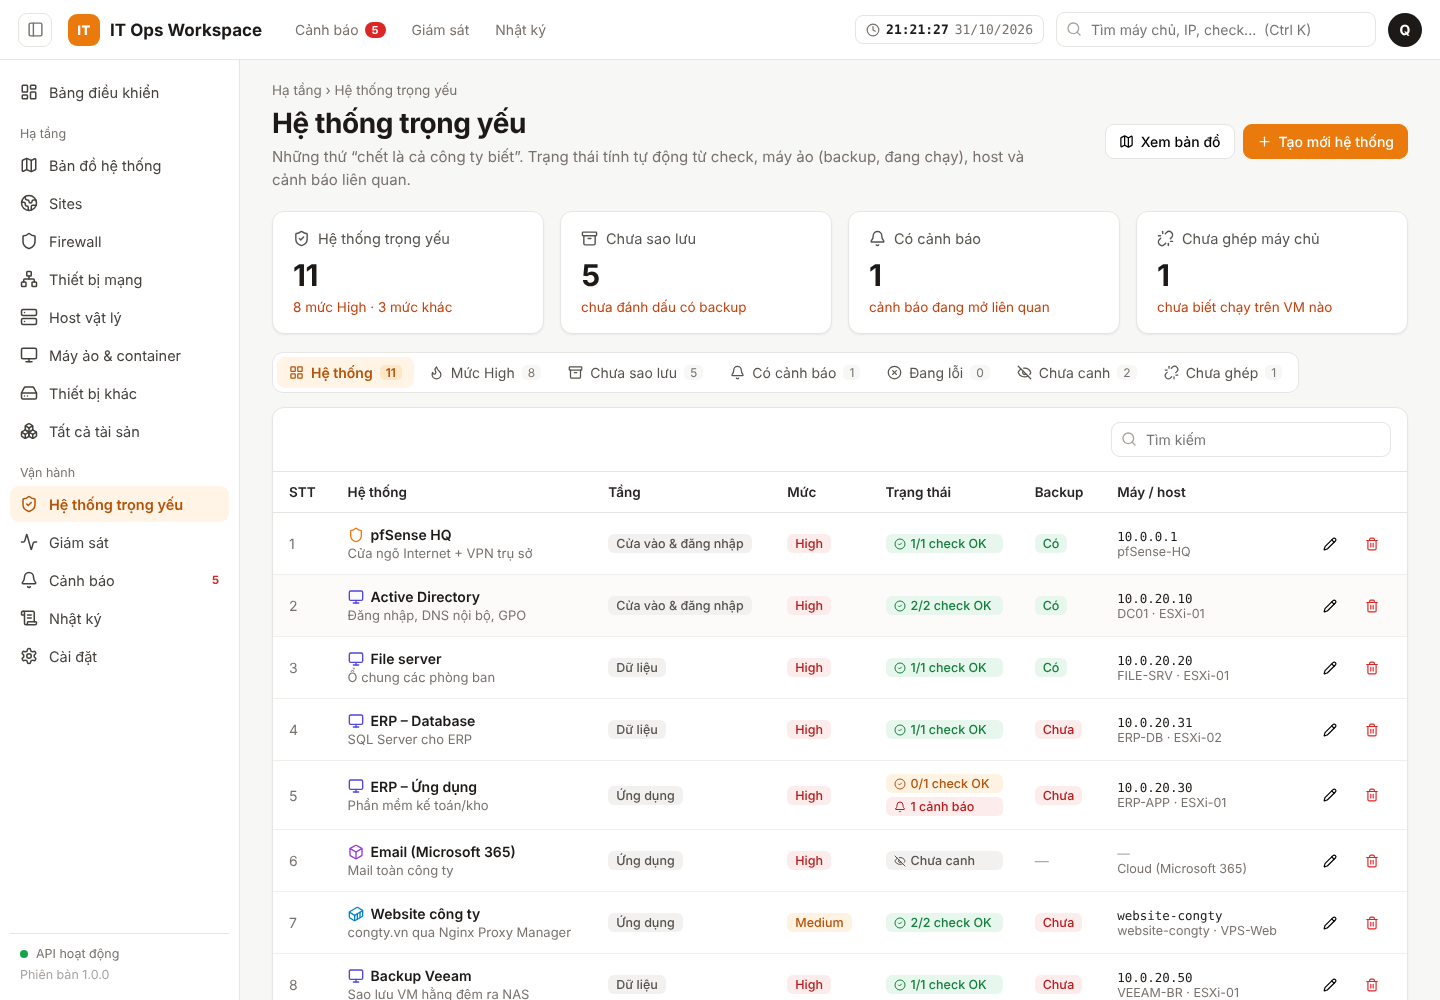 IT IT Ops Workspace Cảnh báo 5 Giám sát Nhật ký 21:21:27 31/10/2026 Tìm máy chủ, IP, check... (Ctrl K) Q
Bảng điều khiển
Hạ tầng
Bản đồ hệ thống
Sites
Firewall
Thiết bị mạng
Host vật lý
Máy ảo & container
Thiết bị khác
Tất cả tài sản
Vận hành
Hệ thống trọng yếu
Giám sát
Cảnh báo 5
Nhật ký
Cài đặt
API hoạt động
Phiên bản 1.0.0
Hạ tầng › Hệ thống trọng yếu
Hệ thống trọng yếu
Những thứ “chết là cả công ty biết”. Trạng thái tính tự động từ check, máy ảo (backup, đang chạy), host và
cảnh báo liên quan.
Xem bản đồ
Tạo mới hệ thống
Hệ thống trọng yếu
11
8 mức High · 3 mức khác
Chưa sao lưu
5
chưa đánh dấu có backup
Có cảnh báo
1
cảnh báo đang mở liên quan
Chưa ghép máy chủ
1
chưa biết chạy trên VM nào
Hệ thống 11 Mức High 8 Chưa sao lưu 5 Có cảnh báo 1 Đang lỗi 0 Chưa canh 2 Chưa ghép 1
Tìm kiếm
STT Hệ thống Tầng Mức Trạng thái Backup Máy / host
1 pfSense HQ Cửa vào & đăng nhập High 1/1 check OK Có 10.0.0.1
Cửa ngõ Internet + VPN trụ sở pfSense-HQ
2 Active Directory Cửa vào & đăng nhập High 2/2 check OK Có 10.0.20.10
Đăng nhập, DNS nội bộ, GPO DC01 · ESXi-01
3 File server Dữ liệu High 1/1 check OK Có 10.0.20.20
Ổ chung các phòng ban FILE-SRV · ESXi-01
4 ERP – Database Dữ liệu High 1/1 check OK Chưa 10.0.20.31
SQL Server cho ERP ERP-DB · ESXi-02
5 ERP – Ứng dụng Ứng dụng High 0/1 check OK Chưa 10.0.20.30
Phần mềm kế toán/kho 1 cảnh báo ERP-APP · ESXi-01
6 Email (Microsoft 365) Ứng dụng High Chưa canh — —
Mail toàn công ty Cloud (Microsoft 365)
7 Website công ty Ứng dụng Medium 2/2 check OK Chưa website-congty
congty.vn qua Nginx Proxy Manager website-congty · VPS-Web
8 Backup Veeam Dữ liệu High 1/1 check OK Chưa 10.0.20.50
Sao lưu VM hằng đêm ra NAS VEEAM-BR · ESXi-01